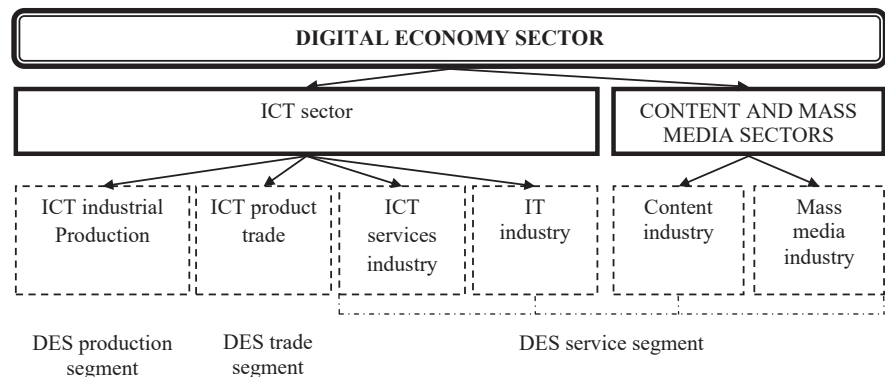 DIGITAL ECONOMY SECTOR
ICT sector
CONTENT AND MASS
MEDIA SECTORS
ICT industrial
Production
ICT product
trade
ICT
services
industry
IT
industry
Content
industry
Mass
media
industry
DES production
segment
DES trade
segment
DES service segment